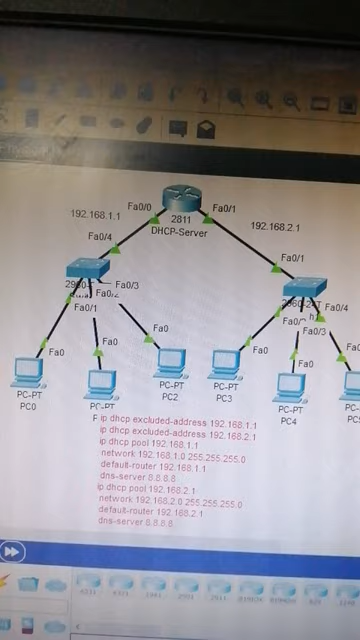 Fa0/0
Fa0/1
192.168.1.1
2811
192.168.2.1
DHCP-Server
Fa0/4
Fa0/1
Fa0/3
Fa0/4
Fa0/1
Fa0/3
Fa0
Fa0
Fa0
Fa0
Fa0
Fa0
PC-PT
PC0
PC-PT
PC-PT
PC2
PC-PT
PC3
PC-PT
PC4
ip dhcp excluded-address 192.168.1.1
ip dhcp excluded-address 192.168.2.1
ip dhcp pool 192.168.1.1
network 192.168.1.0 255.255.255.0
default-router 192.168.1.1
dns-server 8.8.8.8
ip dhcp pool 192.168.2.1
network 192.168.2.0 255.255.255.0
default-router 192.168.2.1
dns-server 8.8.8.8